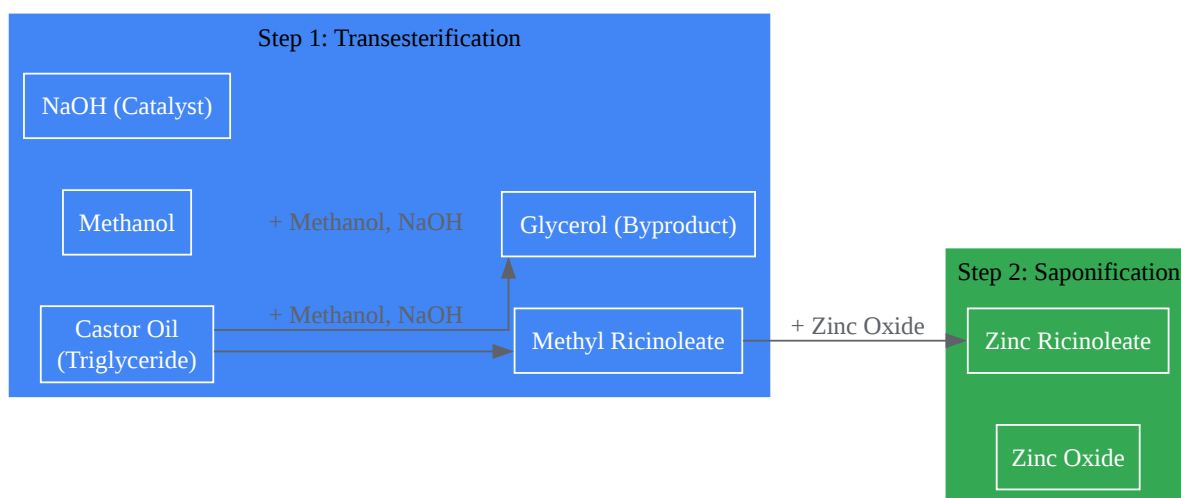 Step 1: Transesterification
NaOH (Catalyst)
Methanol
+ Methanol, NaOH
Glycerol (Byproduct)
Castor Oil
(Triglyceride)
+ Methanol, NaOH
Methyl Ricinoleate
+ Zinc Oxide
Step 2: Saponification
Zinc Ricinoleate
Zinc Oxide